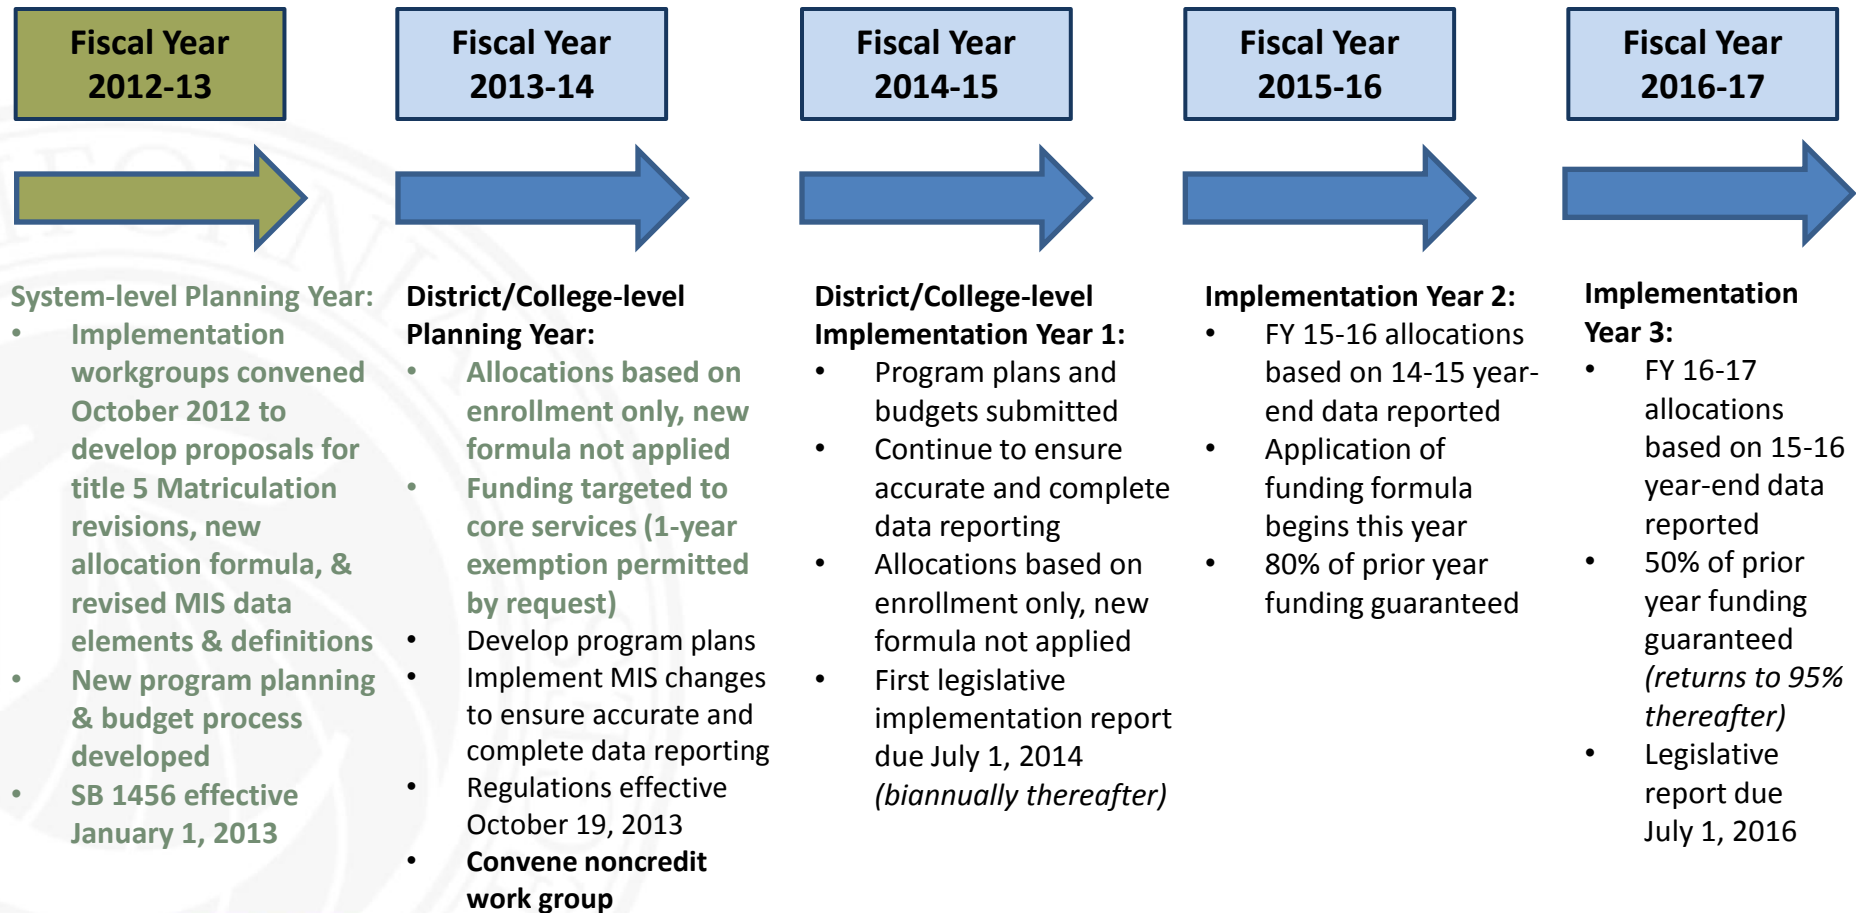 Fiscal Year
2012-13
Fiscal Year
2013-14
Fiscal Year
2014-15
Fiscal Year
2015-16
Fiscal Year
2016-17
System-level Planning Year:
• Implementation
workgroups convened
October 2012 to
develop proposals for
title 5 Matriculation
revisions, new
allocation formula, &
revised MIS data
elements & definitions
• New program planning
& budget process
developed
• SB 1456 effective
January 1, 2013
District/College-level
Planning Year:
• Allocations based on
enrollment only, new
formula not applied
• Funding targeted to
core services (1-year
exemption permitted
by request)
• Develop program plans
• Implement MIS changes
to ensure accurate and
complete data reporting
• Regulations effective
October 19, 2013
• Convene noncredit
work group
District/College-level
Implementation Year 1:
• Program plans and
budgets submitted
• Continue to ensure
accurate and complete
data reporting
• Allocations based on
enrollment only, new
formula not applied
• First legislative
implementation report
due July 1, 2014
(biannually thereafter)
Implementation Year 2:
• FY 15-16 allocations
based on 14-15 year-
end data reported
• Application of
funding formula
begins this year
• 80% of prior year
funding guaranteed
Implementation
Year 3:
• FY 16-17
allocations
based on 15-16
year-end data
reported
• 50% of prior
year funding
guaranteed
(returns to 95%
thereafter)
• Legislative
report due
July 1, 2016